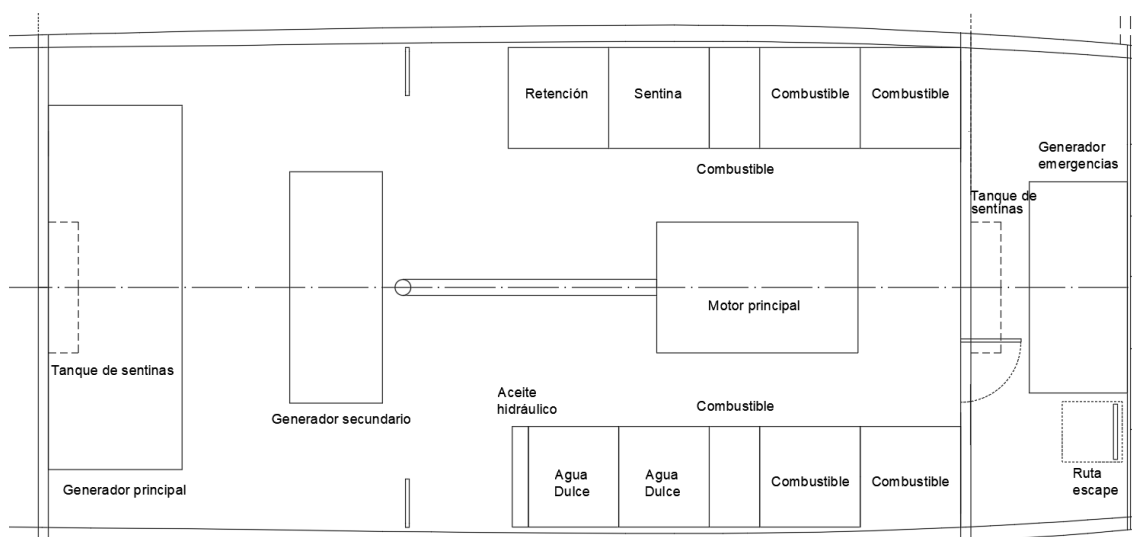 Retención
Sentina
Combustible
Combustible
Generador
emergencias
Combustible
Tanque de
sentinas
Motor principal
Tanque de sentinas
Aceite
hidráulico
Combustible
Generador secundario
Agua
Dulce
Agua
Dulce
Combustible
Combustible
Generador principal
Ruta
escape